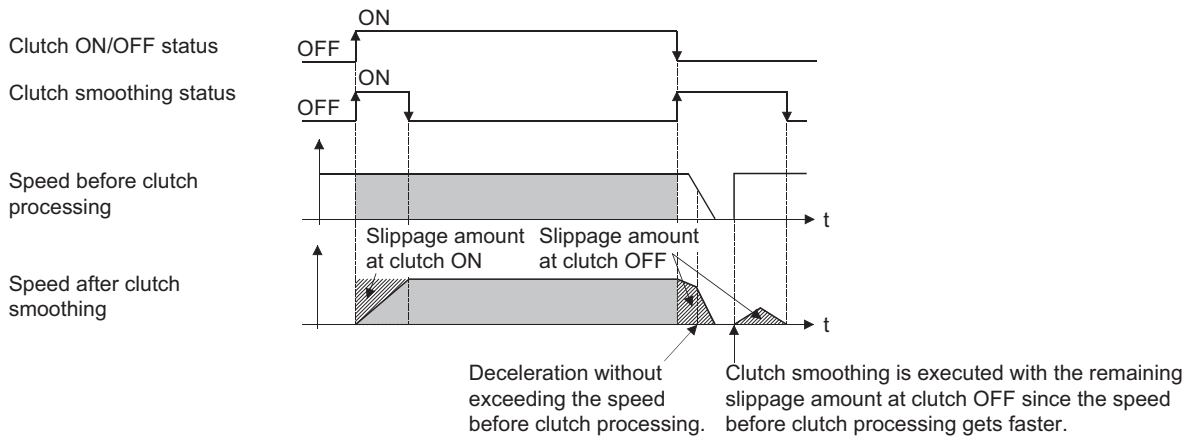 ON
Clutch ON/OFF status
OFF
ON
Clutch smoothing status
OFF
Speed before clutch
processing
t
Slippage amount
at clutch ON
Slippage amount
at clutch OFF
Speed after clutch
smoothing
t
Deceleration without
exceeding the speed
before clutch processing.
Clutch smoothing is executed with the remaining
slippage amount at clutch OFF since the speed
before clutch processing gets faster.